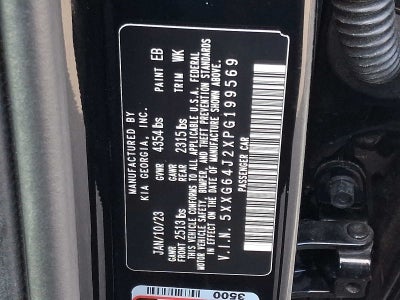 MANUFACTURED BY
KIA GEORGIA, INC.
JAN/10/23 GVWR 4354 lbs PAINT EB
GAWR FRONT 2513 lbs GAWR REAR 2315 lbs TRIM WK
THIS VEHICLE CONFORMS TO ALL APPLICABLE U.S.A. FEDERAL
MOTOR VEHICLE SAFETY, BUMPER, AND THEFT PREVENTION STANDARDS
IN EFFECT ON THE DATE OF MANUFACTURE SHOWN ABOVE.
V.I.N. 5XXG64J2XPG199569
PASSENGER CAR
3500